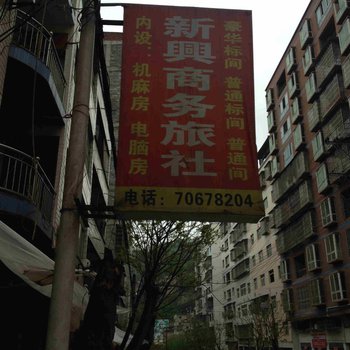 新興商务旅社
内设:机麻房 电脑房
豪华标间 普通标间 普通间
电话:70678204